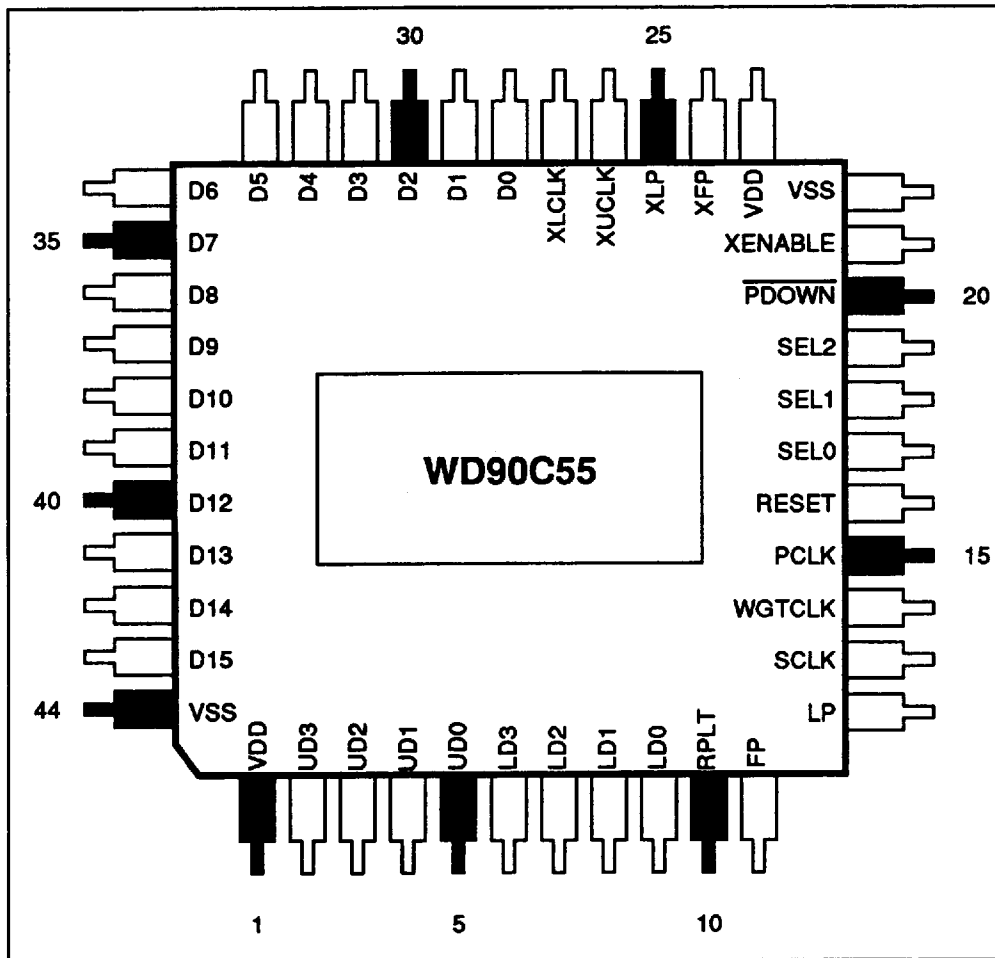 30 25
D5 D4 D3 D2 D1 D0 XLCLK XUCLK XLP XFP VDD
D6 VSS
35 D7 XENABLE
D8 PDOWN 20
D9 SEL2
D10 SEL1
D11 SEL0
WD90C55
40 D12 RESET
D13 PCLK 15
D14 WGTCLK
D15 SCLK
44 VSS LP
VDD UD3 UD2 UD1 UD0 LD3 LD2 LD1 LD0 RPLT FP
1 5 10